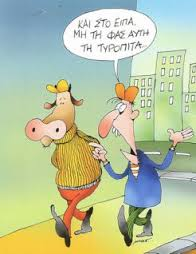 ΚΑΙ ΣΤΟ ΕΙΠΑ.
ΜΗ ΤΗ ΦΑΣ ΑΥΤΗ
ΤΗ ΤΥΡΟΠΙΤΑ.